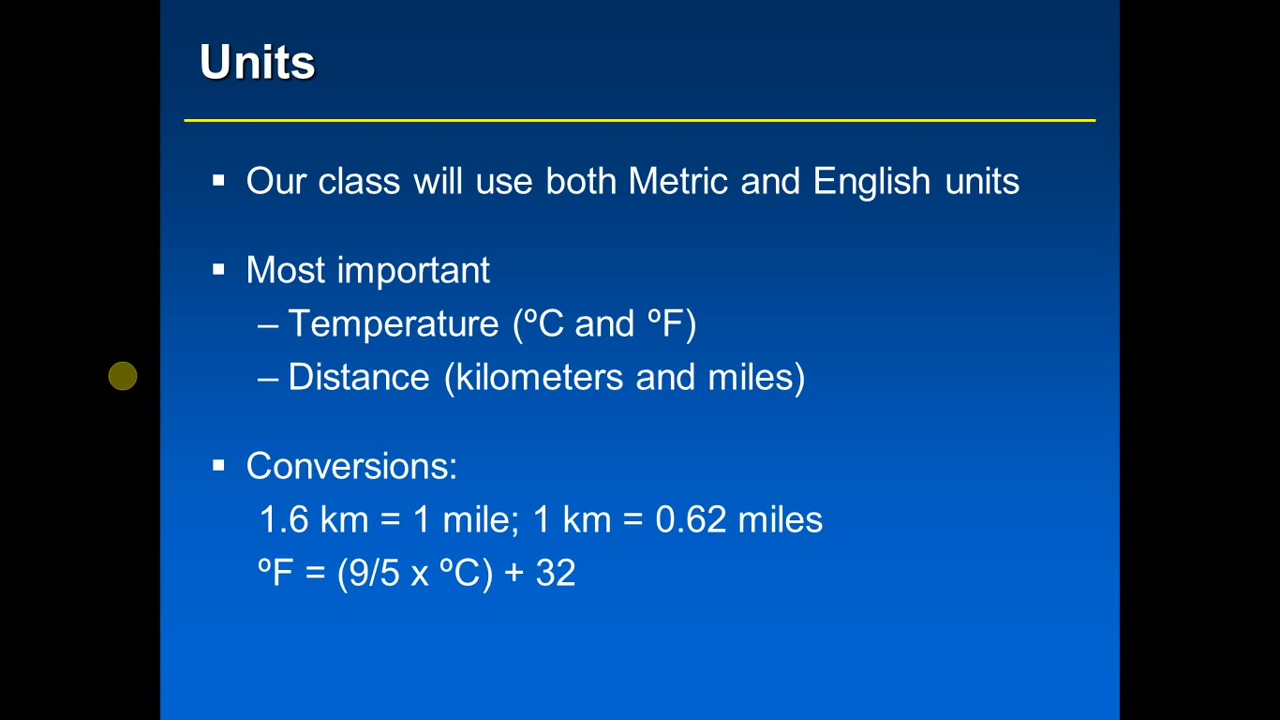 Units
▪ Our class will use both Metric and English units
▪ Most important
– Temperature (ºC and ºF)
– Distance (kilometers and miles)
▪ Conversions:
1.6 km = 1 mile; 1 km = 0.62 miles
ºF = (9/5 x ºC) + 32